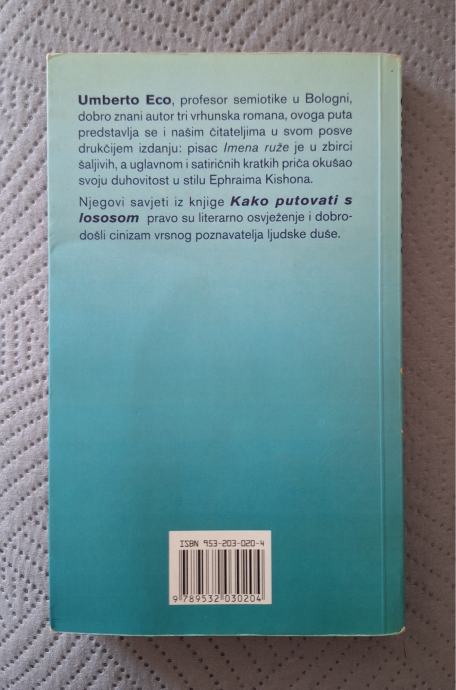 Umberto Eco, profesor semiotike u Bologni,
dobro znani autor tri vrhunska romana, ovoga puta
predstavlja se i našim čitateljima u svom posve
drukčijem izdanju: pisac Imena ruže je u zbirci
šaljivih, a uglavnom i satiričnih kratkih priča okušao
svoju duhovitost u stilu Ephraima Kishona.
Njegovi savjeti iz knjige Kako putovati s
lososom pravo su literarno osvježenje i dobro-
došli cinizam vrsnog poznavatelja ljudske duše.
ISBN 953-203-020-4
9 789532 030204